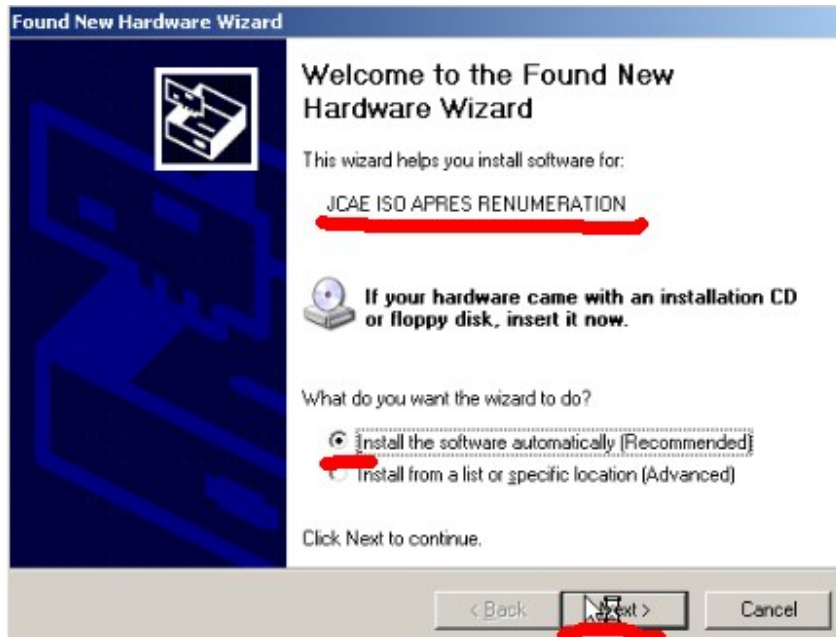 Found New Hardware Wizard
Welcome to the Found New
Hardware Wizard
This wizard helps you install software for:
JCAE ISO APRES RENUMERATION
If your hardware came with an installation CD
or floppy disk, insert it now.
What do you want the wizard to do?
Install the software automatically (Recommended)
Install from a list or specific location (Advanced)
Click Next to continue.
< Back Next > Cancel